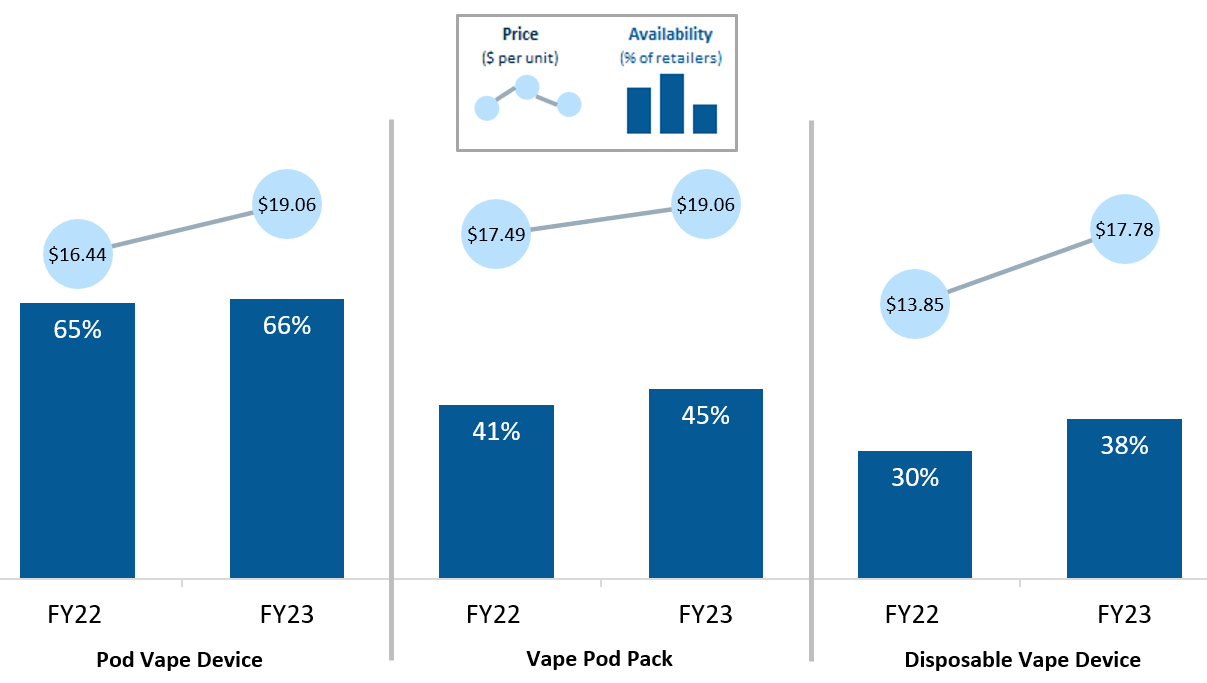 Price
($ per unit)
Availability
(% of retailers)
$16.44
$19.06
65%
66%
FY22
FY23
Pod Vape Device
$17.49
$19.06
41%
45%
FY22
FY23
Vape Pod Pack
$13.85
$17.78
30%
38%
FY22
FY23
Disposable Vape Device